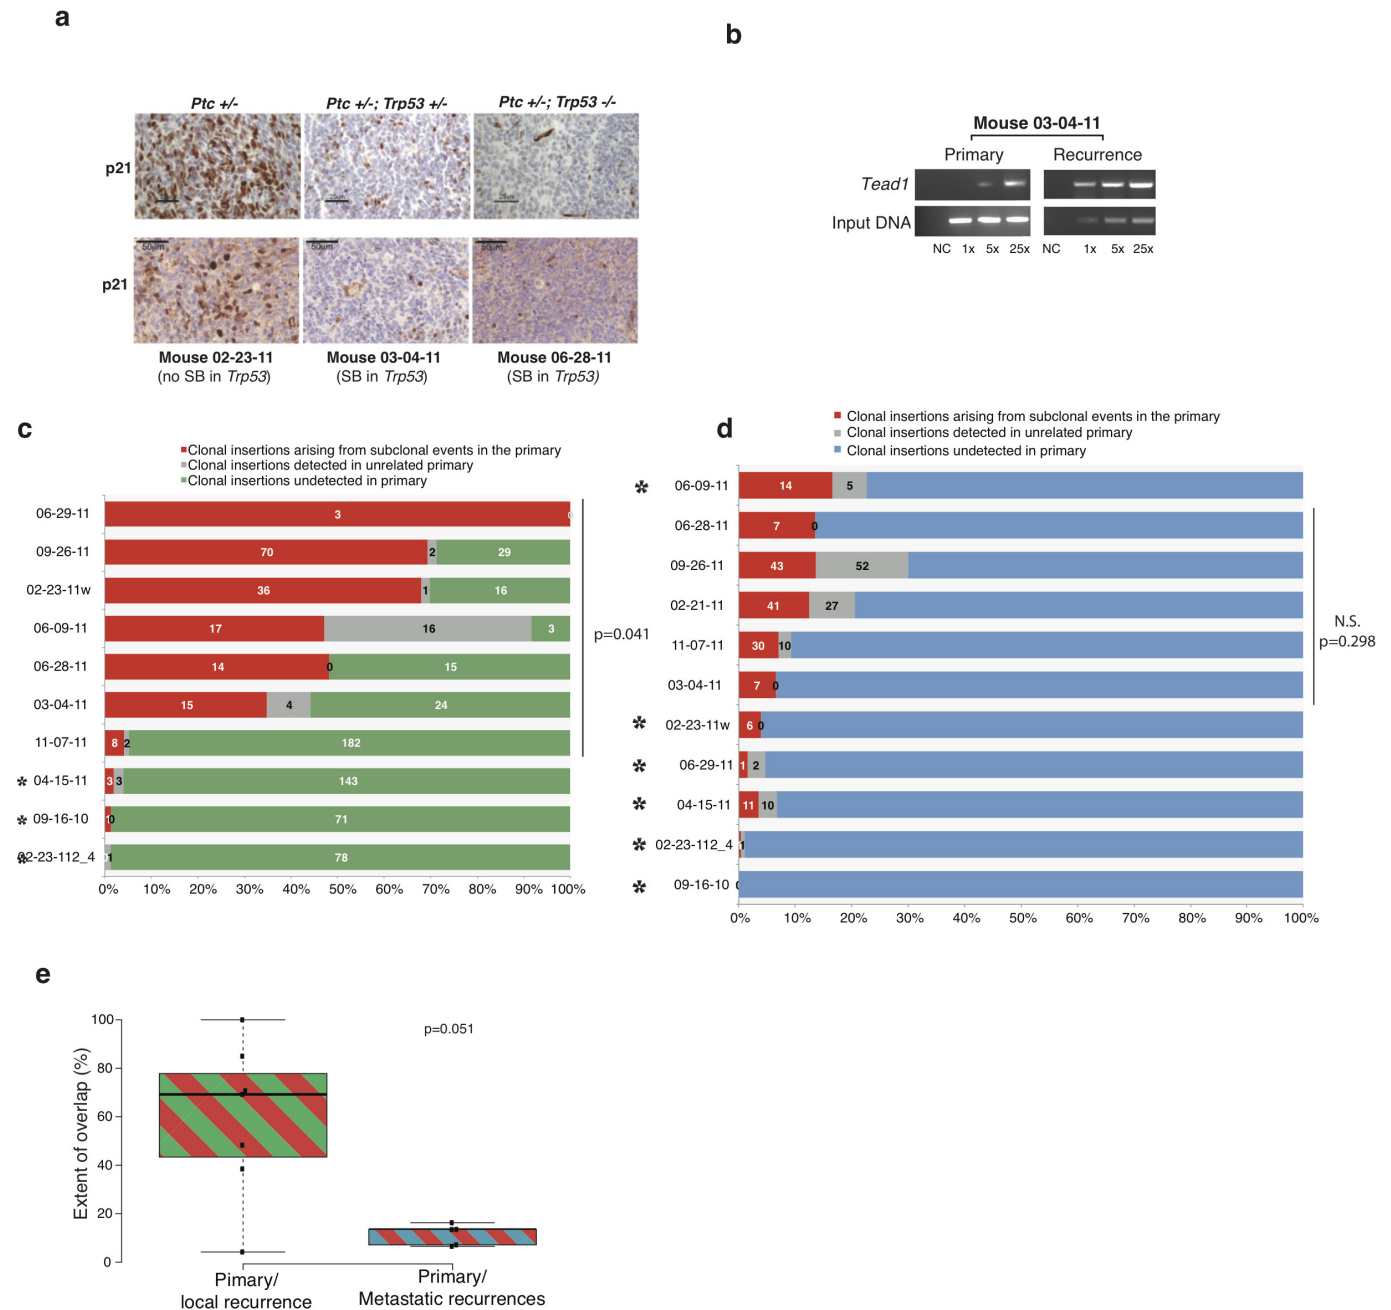 a
Ptc +/-
Ptc +/-; Trp53 +/-
Ptc +/-; Trp53 -/-
p21
25µm
p21
50µm
50µm
50µm
Mouse 02-23-11
(no SB in Trp53)
Mouse 03-04-11
(SB in Trp53)
Mouse 06-28-11
(SB in Trp53)
b
Mouse 03-04-11
Primary
Recurrence
Tead1
Input DNA
NC 1x 5x 25x
NC 1x 5x 25x
c
Clonal insertions arising from subclonal events in the primary
Clonal insertions detected in unrelated primary
Clonal insertions undetected in primary
06-29-11 3 0
09-26-11 70 2 29
02-23-11w 36 1 16
06-09-11 17 16 3
06-28-11 14 0 15
03-04-11 15 4 24
11-07-11 8 2 182
* 04-15-11 3 3 143
* 09-16-10 1 0 71
* 02-23-112_4 1 78
0% 10% 20% 30% 40% 50% 60% 70% 80% 90% 100%
p=0.041
d
Clonal insertions arising from subclonal events in the primary
Clonal insertions detected in unrelated primary
Clonal insertions undetected in primary
* 06-09-11 14 5
06-28-11 7 0
09-26-11 43 52
02-21-11 41 27
11-07-11 30 10
03-04-11 7 0
* 02-23-11w 6 0
* 06-29-11 1 2
* 04-15-11 11 10
* 02-23-112_4 1
* 09-16-10 0
0% 10% 20% 30% 40% 50% 60% 70% 80% 90% 100%
N.S.
p=0.298
e
p=0.051
Extent of overlap (%)
100
80
60
40
20
0
Pimary/
local recurrence
Primary/
Metastatic recurrences